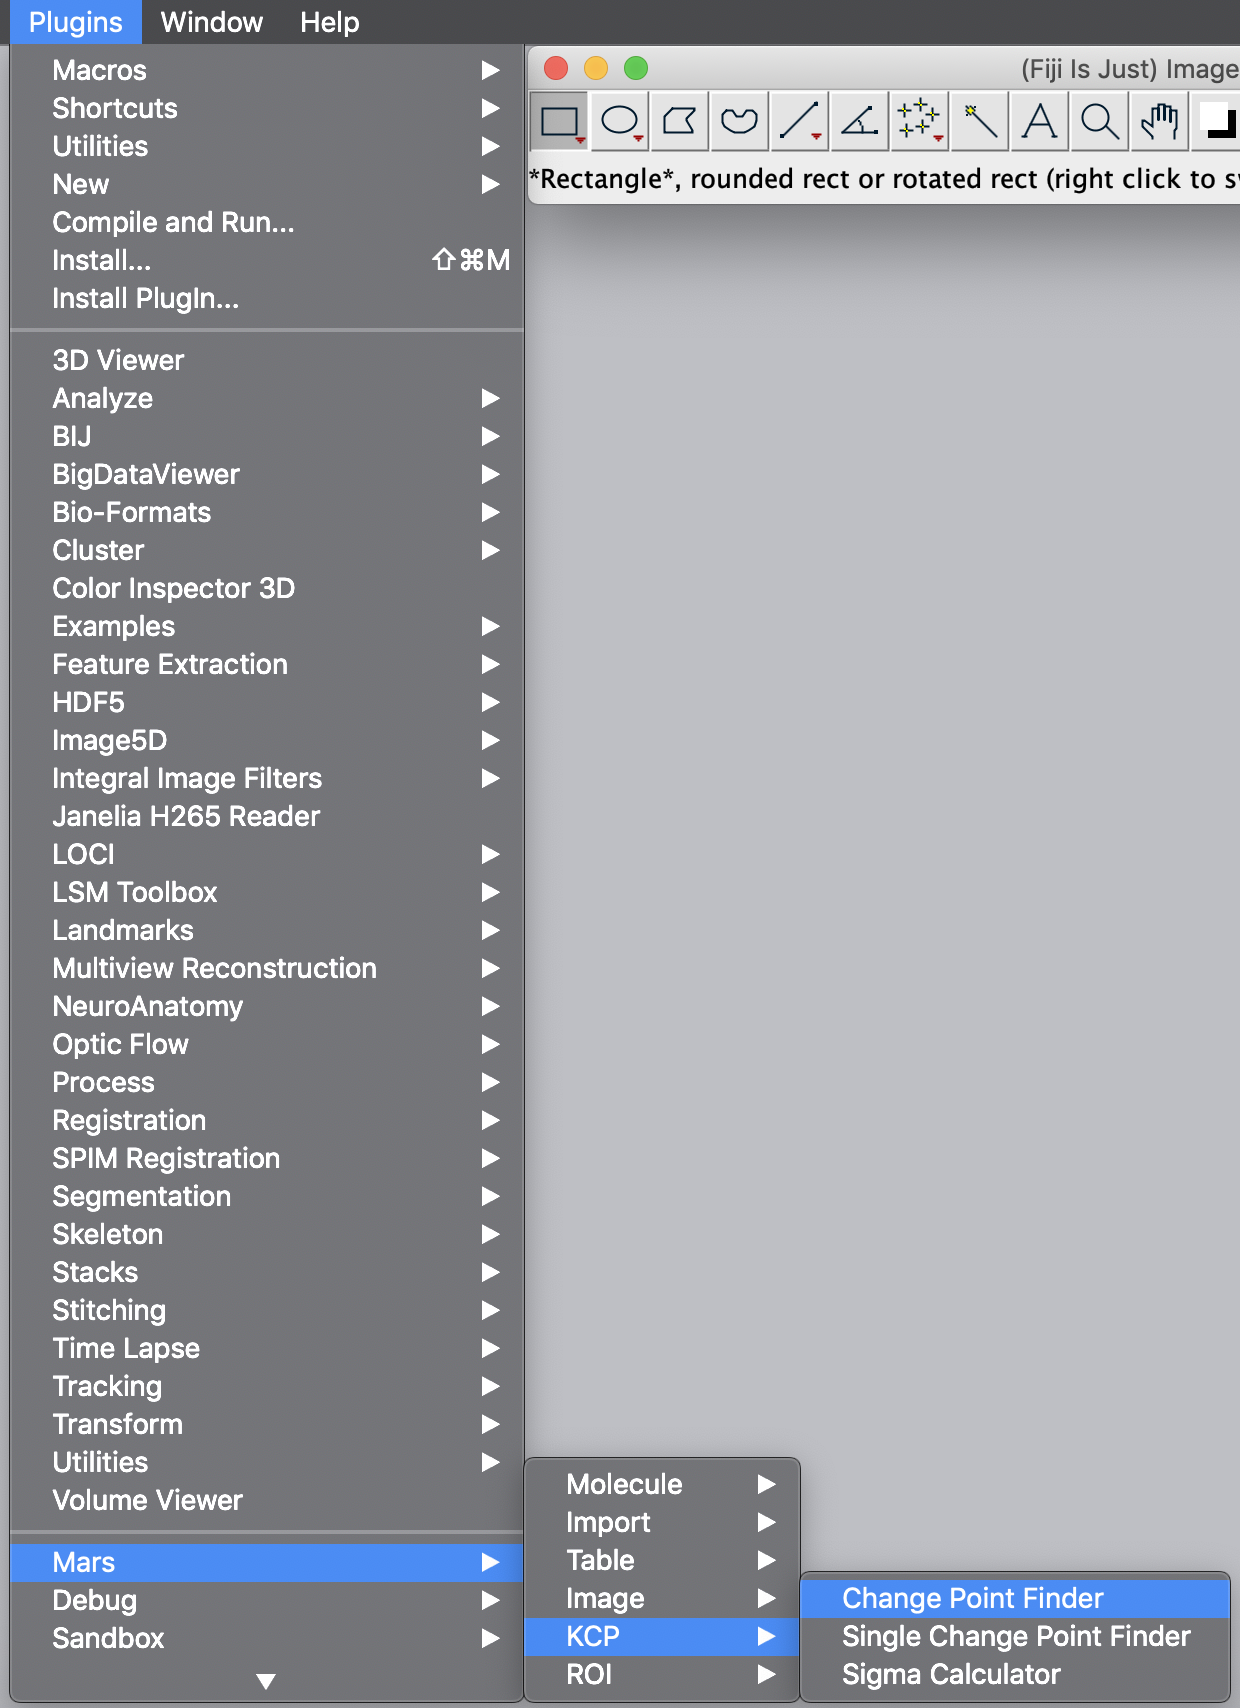 Plugins Window Help
Macros
Shortcuts
Utilities
New
Compile and Run...
Install... ⇧⌘M
Install PlugIn...
3D Viewer
Analyze
BIJ
BigDataViewer
Bio-Formats
Cluster
Color Inspector 3D
Examples
Feature Extraction
HDF5
Image5D
Integral Image Filters
Janelia H265 Reader
LOCI
LSM Toolbox
Landmarks
Multiview Reconstruction
NeuroAnatomy
Optic Flow
Process
Registration
SPIM Registration
Segmentation
Skeleton
Stacks
Stitching
Time Lapse
Tracking
Transform
Utilities
Volume Viewer
Mars
Debug
Sandbox
(Fiji Is Just) Image
*Rectangle*, rounded rect or rotated rect (right click to
Molecule
Import
Table
Image
KCP
ROI
Change Point Finder
Single Change Point Finder
Sigma Calculator